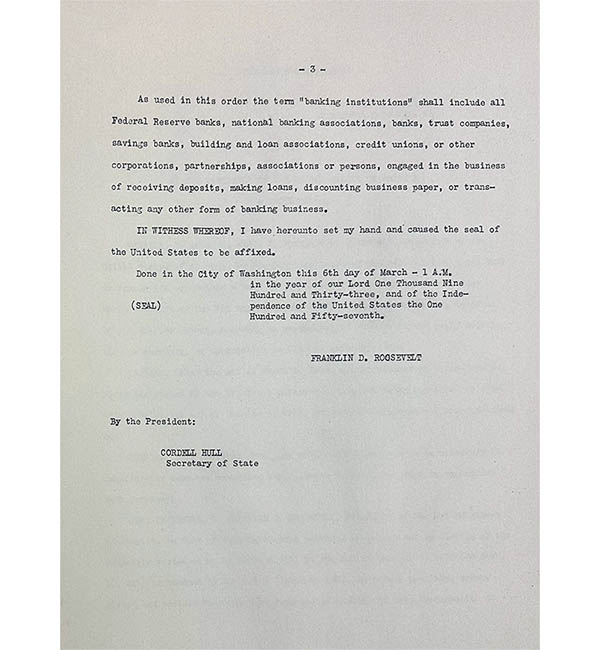 - 3 -
As used in this order the term "banking institutions" shall include all
Federal Reserve banks, national banking associations, banks, trust companies,
savings banks, building and loan associations, credit unions, or other
corporations, partnerships, associations or persons, engaged in the business
of receiving deposits, making loans, discounting business paper, or trans-
acting any other form of banking business.
IN WITNESS WHEREOF, I have hereunto set my hand and caused the seal of
the United States to be affixed.
Done in the City of Washington this 6th day of March - 1 A.M.
in the year of our Lord One Thousand Nine
Hundred and Thirty-three, and of the Inde-
(SEAL) pendence of the United States the One
Hundred and Fifty-seventh.
FRANKLIN D. ROOSEVELT
By the President:
CORDELL HULL
Secretary of State